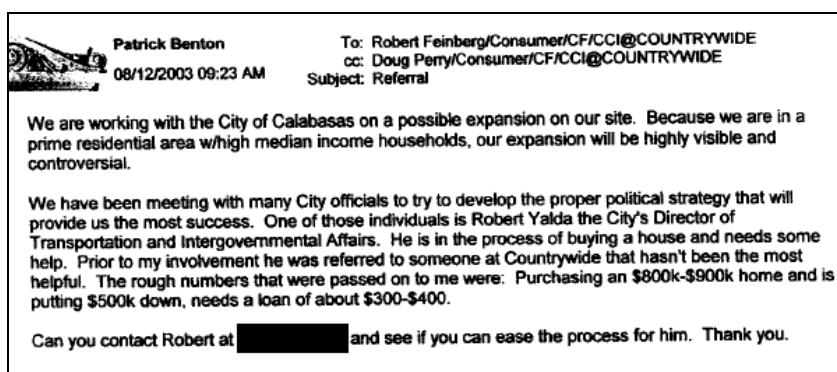 Patrick Benton To: Robert Feinberg/Consumer/CF/CCI@COUNTRYWIDE
cc: Doug Perry/Consumer/CF/CCI@COUNTRYWIDE
08/12/2003 09:23 AM Subject: Referral
We are working with the City of Calabasas on a possible expansion on our site. Because we are in a
prime residential area w/high median income households, our expansion will be highly visible and
controversial.
We have been meeting with many City officials to try to develop the proper political strategy that will
provide us the most success. One of those individuals is Robert Yalda the City's Director of
Transportation and Intergovernmental Affairs. He is in the process of buying a house and needs some
help. Prior to my involvement he was referred to someone at Countrywide that hasn't been the most
helpful. The rough numbers that were passed on to me were: Purchasing an $800k-$900k home and is
putting $500k down, needs a loan of about $300-$400.
Can you contact Robert at and see if you can ease the process for him. Thank you.